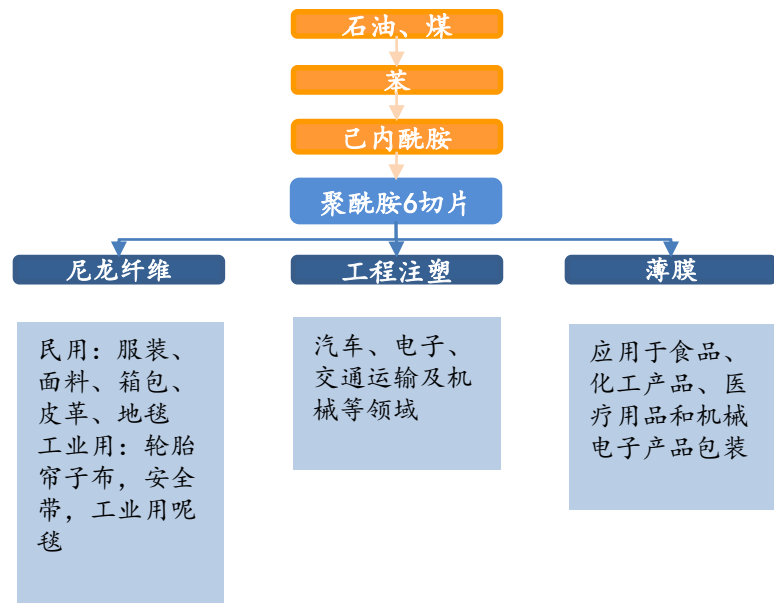 石油、煤
苯
己内酰胺
聚酰胺6切片
尼龙纤维
工程注塑
薄膜
民用：服装、
面料、箱包、
皮革、地毯
工业用：轮胎
帘子布，安全
带，工业用呢
毯
汽车、电子、
交通运输及机
械等领域
应用于食品、
化工产品、医
疗用品和机械
电子产品包装